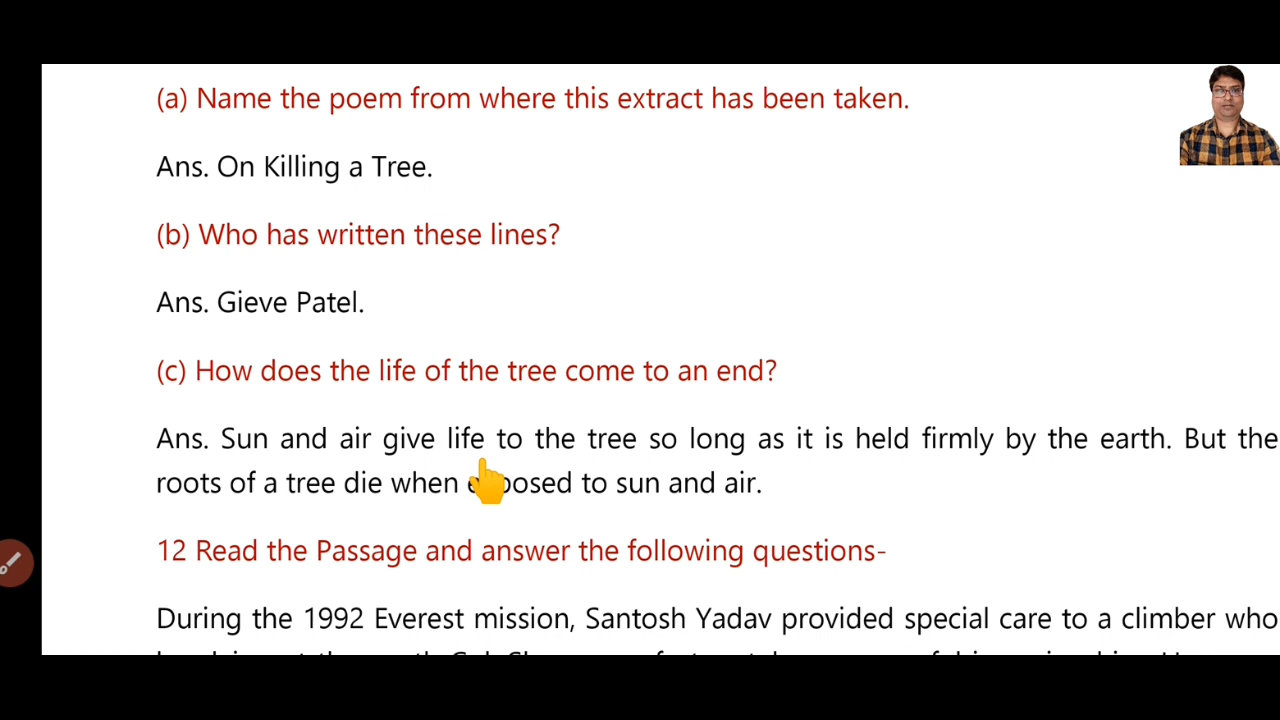 (a) Name the poem from where this extract has been taken.
Ans. On Killing a Tree.
(b) Who has written these lines?
Ans. Gieve Patel.
(c) How does the life of the tree come to an end?
Ans. Sun and air give life to the tree so long as it is held firmly by the earth. But the
roots of a tree die when exposed to sun and air.
12 Read the Passage and answer the following questions-
During the 1992 Everest mission, Santosh Yadav provided special care to a climber who